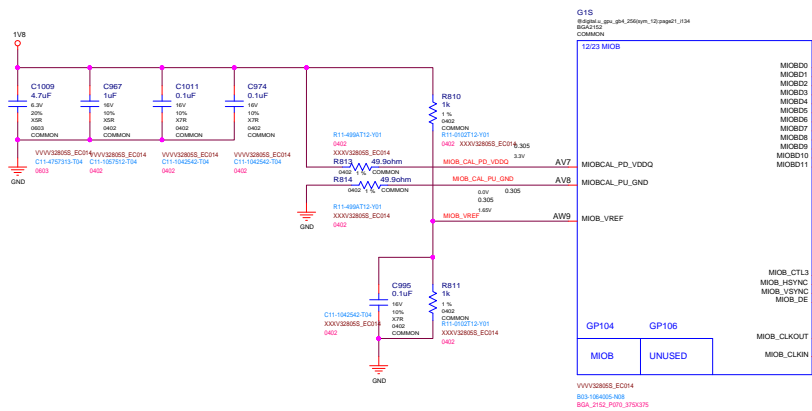 G1S
@digital.u_gpu_gb4_256(sym_12):page21_i134
BGA2152
COMMON
1V8
12/23 MIOB
MIOBD0
MIOBD1
MIOBD2
MIOBD3
MIOBD4
MIOBD5
MIOBD6
MIOBD7
MIOBD8
MIOBD9
MIOBD10
MIOBD11
C1009
4.7uF
6.3V
20%
X5R
0603
COMMON
C967
1uF
16V
10%
X5R
0402
COMMON
C1011
0.1uF
16V
10%
X7R
0402
COMMON
C974
0.1uF
16V
10%
X7R
0402
COMMON
R810
1k
1 %
0402
COMMON
R11-0102T12-Y01
0402 XXXV32805S_EC014
GND
VVVV32805S_EC014
C11-4757313-T04
0603
VVVV32805S_EC014
C11-1057512-T04
0402
VVVV32805S_EC014
C11-1042542-T04
0402
VVVV32805S_EC014
C11-1042542-T04
0402
R11-499AT12-Y01
0402
XXXV32805S_EC014
R813 49.9ohm
0402 1 % COMMON
R814 49.9ohm
0402 1 % COMMON
R11-499AT12-Y01
XXXV32805S_EC014
0402
GND
0.305
3.3V
MIOB_CAL_PD_VDDQ AV7 MIOBCAL_PD_VDDQ
MIOB_CAL_PU_GND AV8 MIOBCAL_PU_GND
0.0V 0.305
0.305
1.65V
MIOB_VREF AW9 MIOB_VREF
C995
0.1uF
16V
10%
X7R
0402
COMMON
C11-1042542-T04
XXXV32805S_EC014
0402
R811
1k
1 %
0402
COMMON
R11-0102T12-Y01
XXXV32805S_EC014
0402
GND
MIOB_CTL3
MIOB_HSYNC
MIOB_VSYNC
MIOB_DE
MIOB_CLKOUT
MIOB_CLKIN
GP104 GP106
MIOB UNUSED
VVVV32805S_EC014
B03-1064005-N08
BGA_2152_P070_375X375